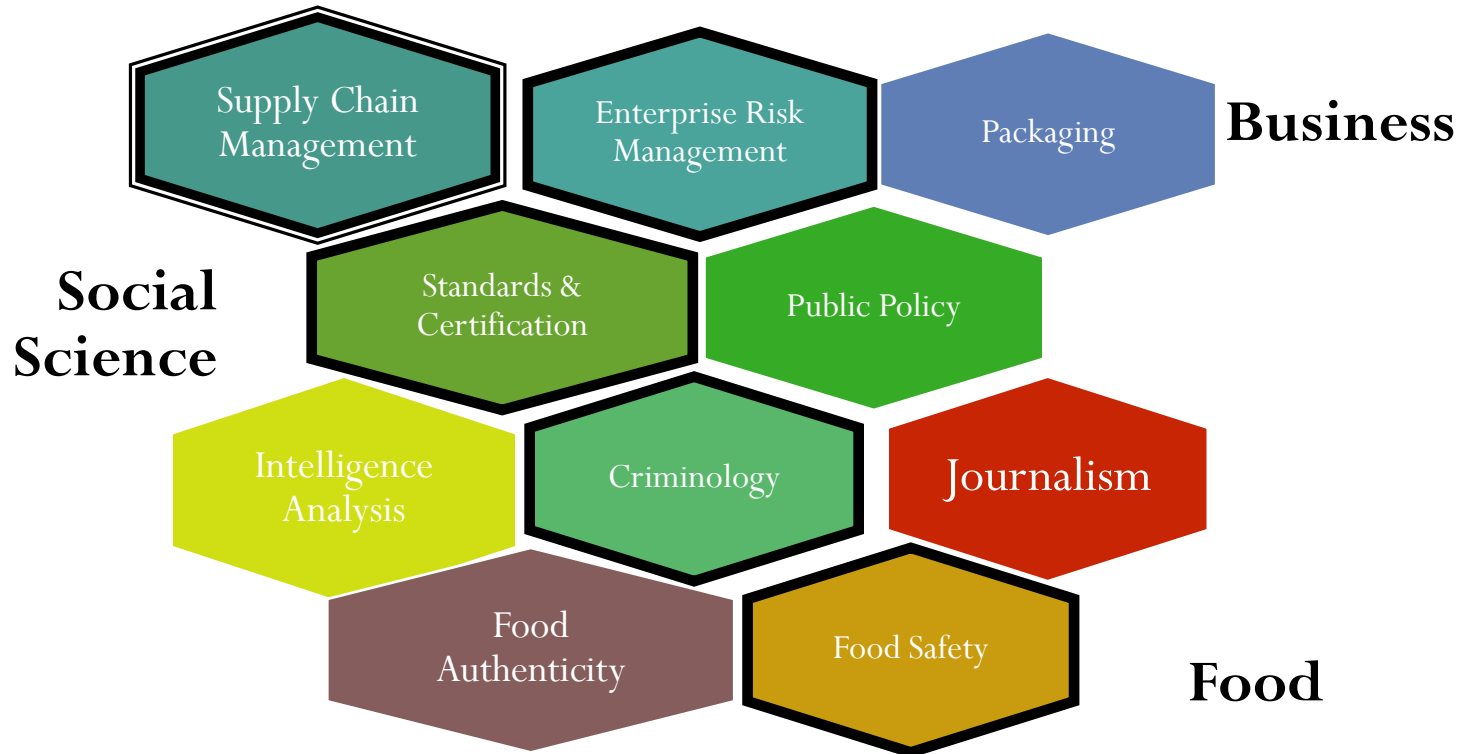 Supply Chain
Management
Enterprise Risk
Management
Packaging
Business
Social
Science
Standards &
Certification
Public Policy
Intelligence
Analysis
Criminology
Journalism
Food
Authenticity
Food Safety
Food